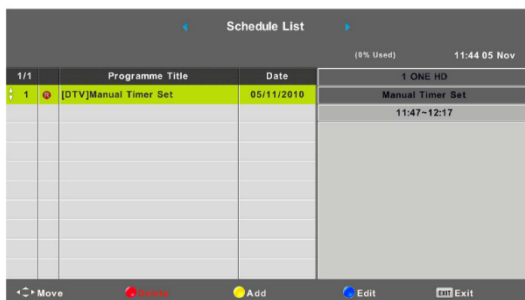 Schedule List
(0% Used) 11:44 05 Nov
1/1 Programme Title Date 1 ONE HD
1 R [DTV]Manual Timer Set 05/11/2010 Manual Timer Set
11:47~12:17
Move Delete Add Edit EXIT Exit